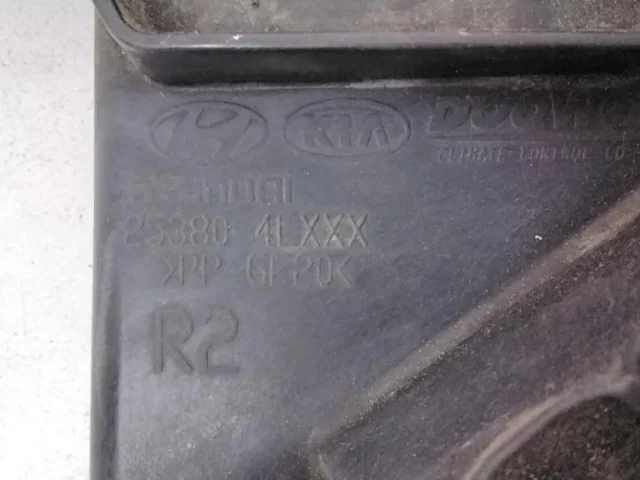 KIA
CLIMATE CONTROL CO
25380 4LXXX
>PP-GF20<
R2